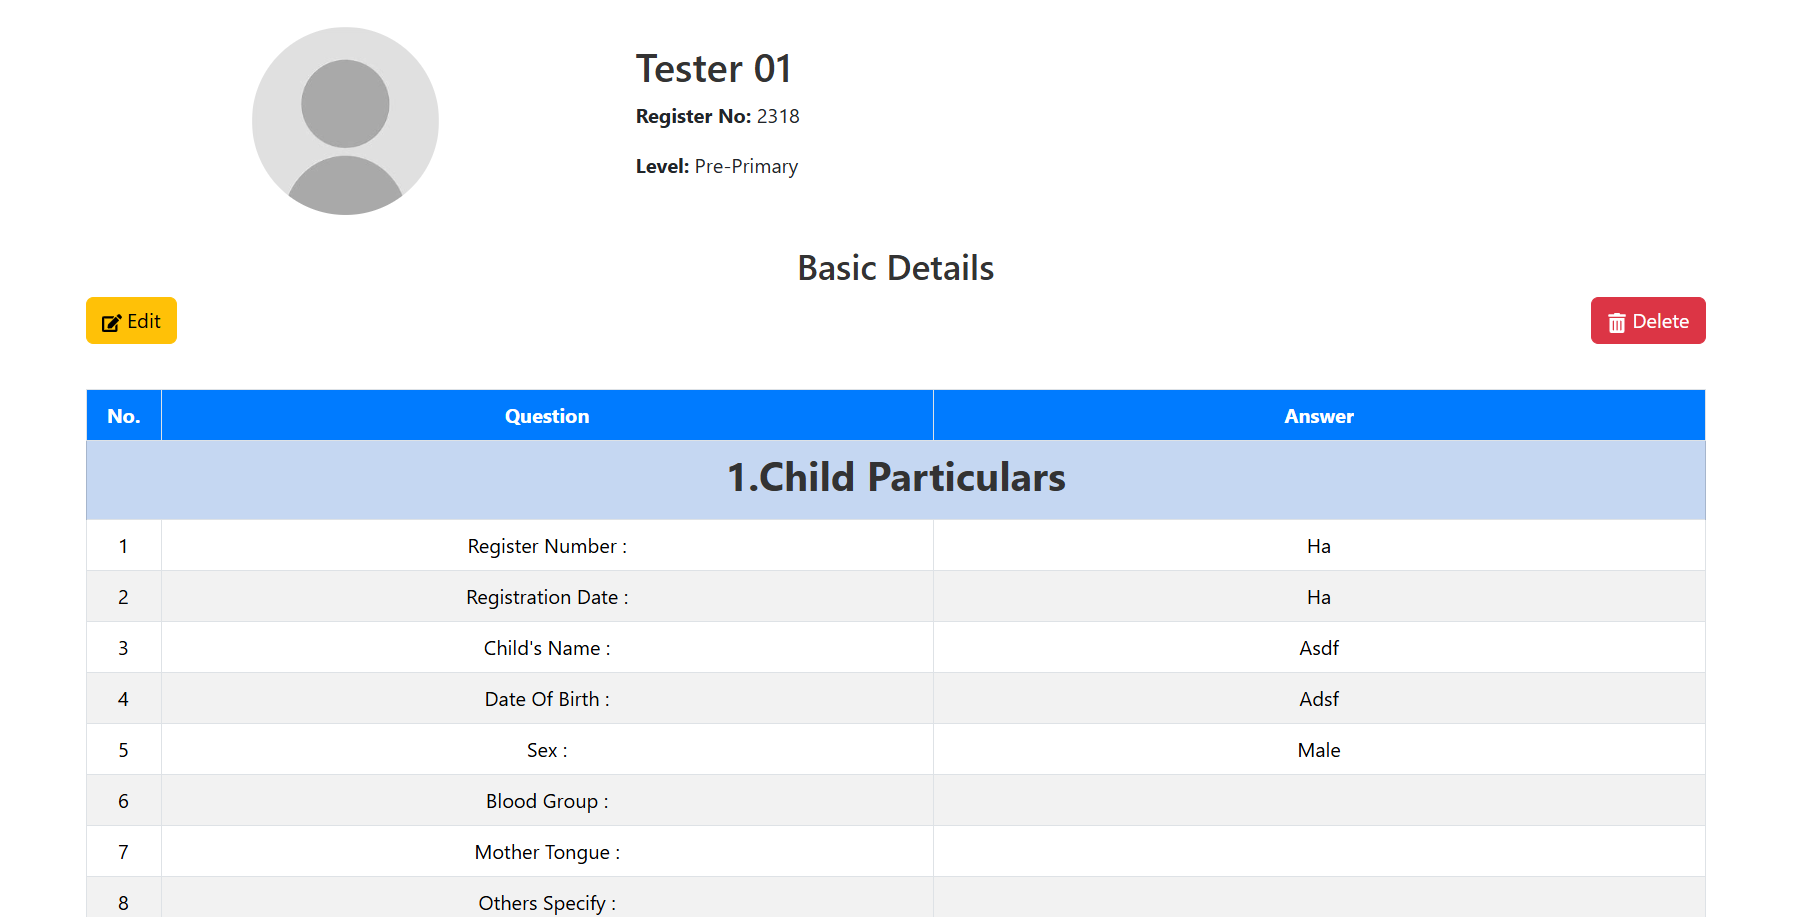 Tester 01
Register No: 2318
Level: Pre-Primary
Basic Details
Edit
Delete
No. Question Answer
1.Child Particulars
1 Register Number : Ha
2 Registration Date : Ha
3 Child's Name : Asdf
4 Date Of Birth : Adsf
5 Sex : Male
6 Blood Group :
7 Mother Tongue :
8 Others Specify :